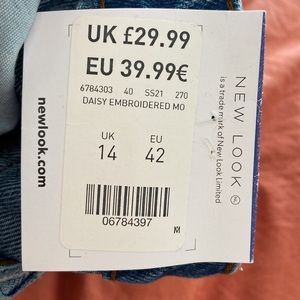 UK £29.99
EU 39.99€
6784303 40 SS21 270
DAISY EMBROIDERED MO
UK EU
14 42
06784397
newlook.com
NEW LOOK ®
is a trade mark of New Look Limited